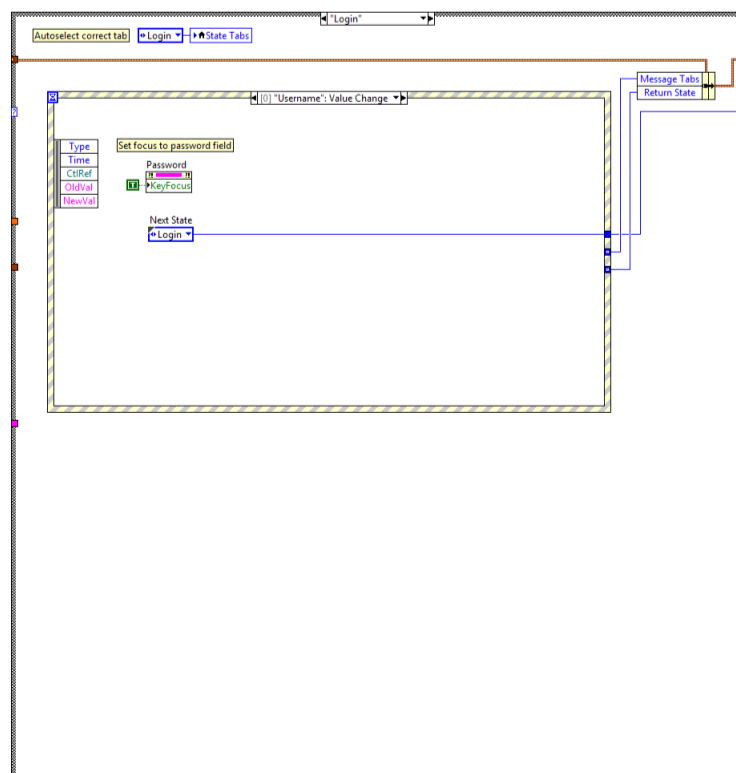 "Login"
Autoselect correct tab
Login
State Tabs
Message Tabs
Return State
[0] "Username": Value Change
Type
Time
CtlRef
OldVal
NewVal
Set focus to password field
Password
T
KeyFocus
Next State
Login